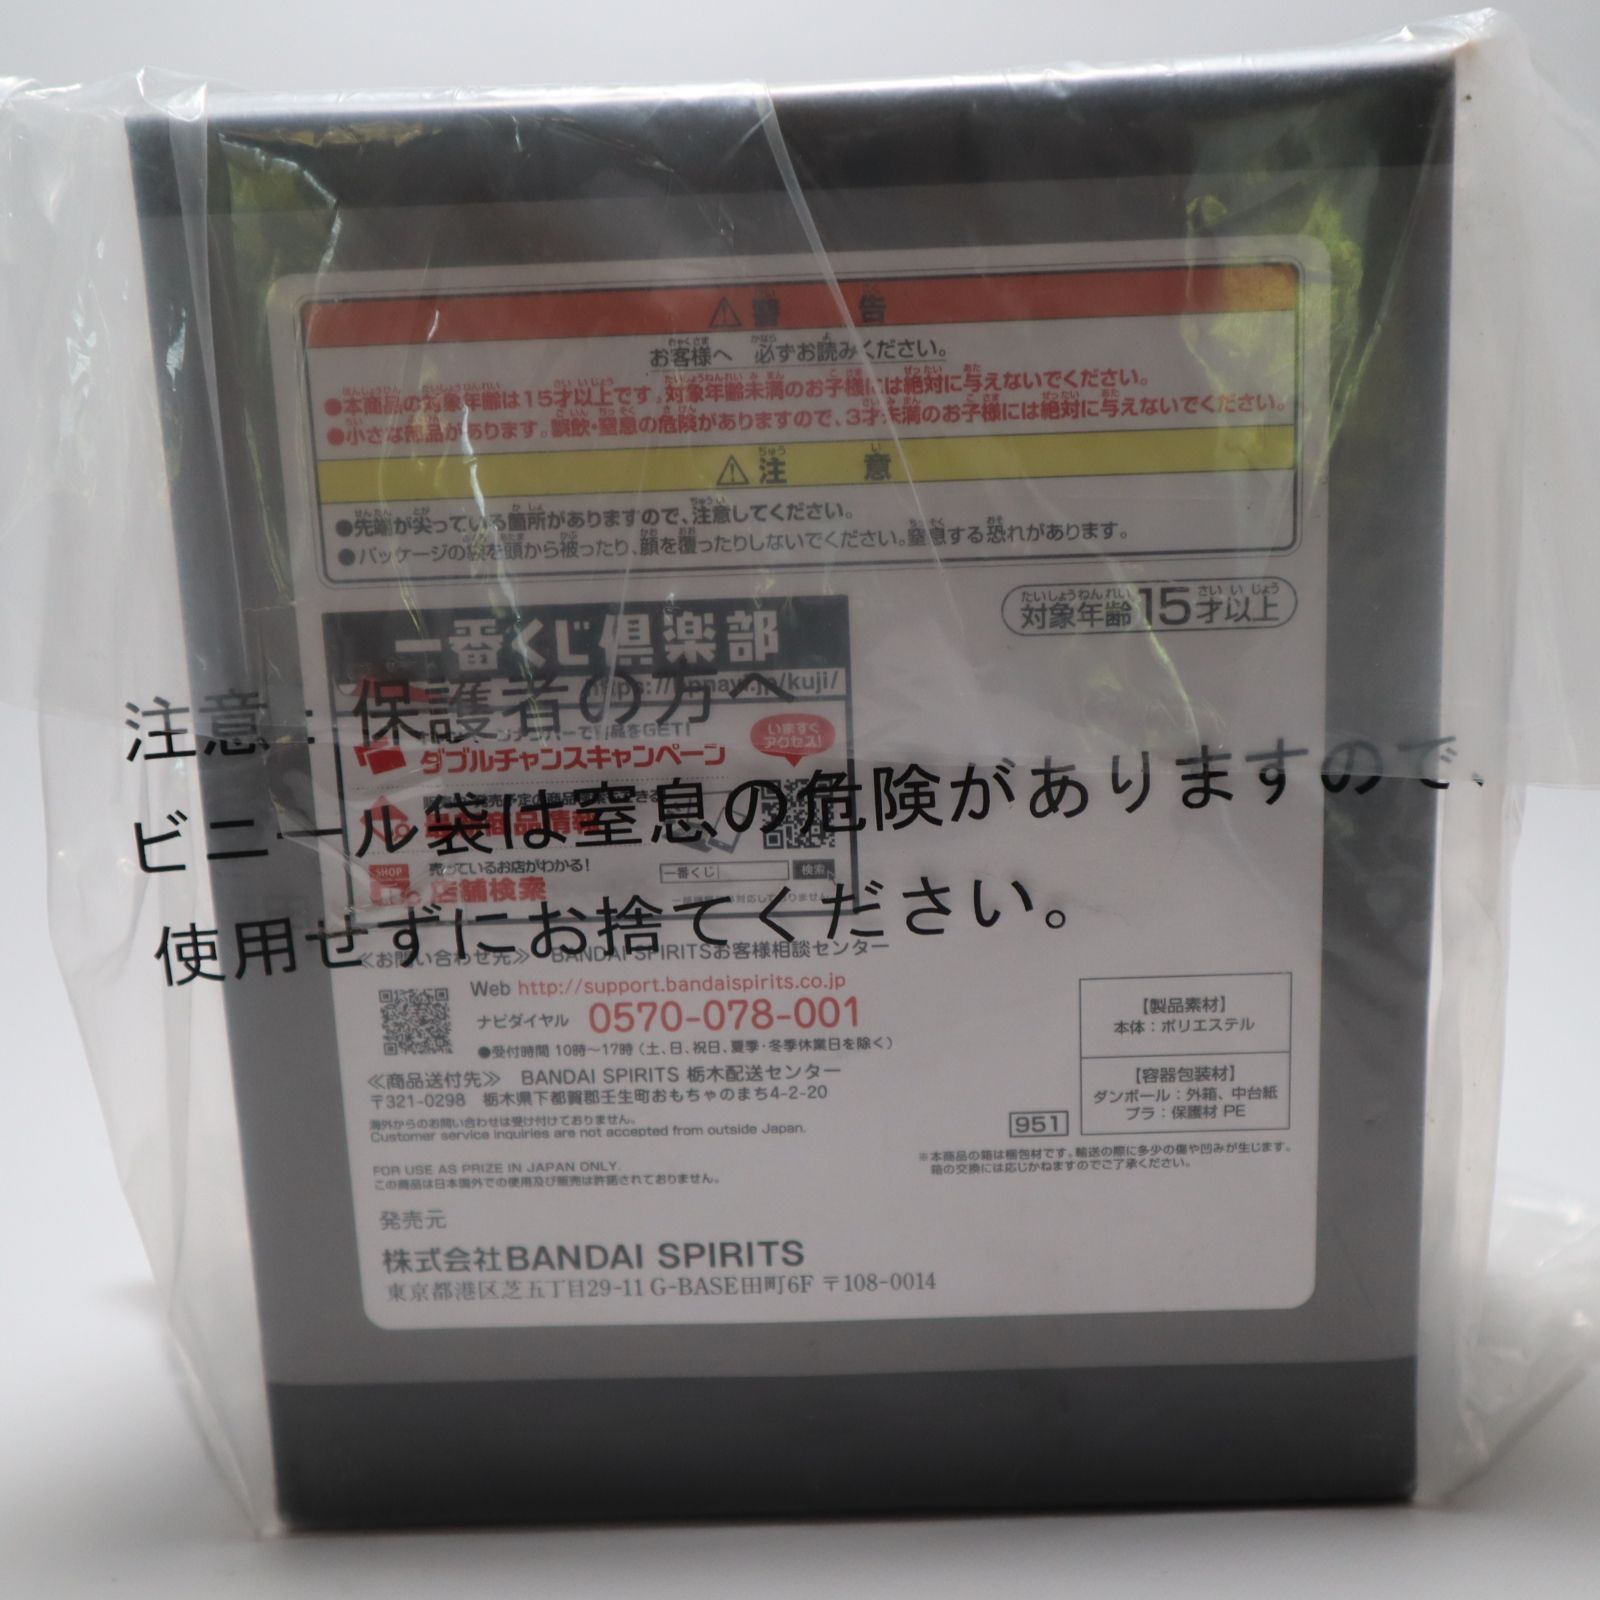 警告
お客様へ 必ずお読みください。
●本商品の対象年齢は15才以上です。対象年齢未満のお子様には絶対に与えないでください。
●小さな部品があります。誤飲・窒息の危険がありますので、3才未満のお子様には絶対に与えないでください。
注意
●先端が尖っている箇所がありますので、注意してください。
●パッケージの袋を頭から被ったり、顔を覆ったりしないでください。窒息する恐れがあります。
対象年齢15才以上
一番くじ倶楽部
注意：保護者の方へ
いますぐ
アクセス!
ダブルチャンスキャンペーン
ビニール袋は窒息の危険がありますので、
SHOP 売っているお店がわかる!
店舗検索
一番くじ 検索
使用せずにお捨てください。
≪お問い合わせ先≫ BANDAI SPIRITSお客様相談センター
Web http://support.bandaispirits.co.jp
ナビダイヤル 0570-078-001
●受付時間 10時〜17時（土、日、祝日、夏季・冬季休業日を除く）
≪商品送付先≫ BANDAI SPIRITS 栃木配送センター
〒321-0298 栃木県下都賀郡壬生町おもちゃのまち4-2-20
海外からのお問い合わせは受け付けておりません。
Customer service inquiries are not accepted from outside Japan.
FOR USE AS PRIZE IN JAPAN ONLY.
この商品は日本国外での使用及び販売は許諾されておりません。
【製品素材】
本体：ポリエステル
【容器包装材】
ダンボール：外箱、中台紙
プラ：保護材 PE
951
※本商品の箱は梱包材です。輸送の際に多少の傷や凹みが生じます。
箱の交換には応じかねますのでご了承ください。
発売元
株式会社BANDAI SPIRITS
東京都港区芝五丁目29-11 G-BASE田町6F 〒108-0014